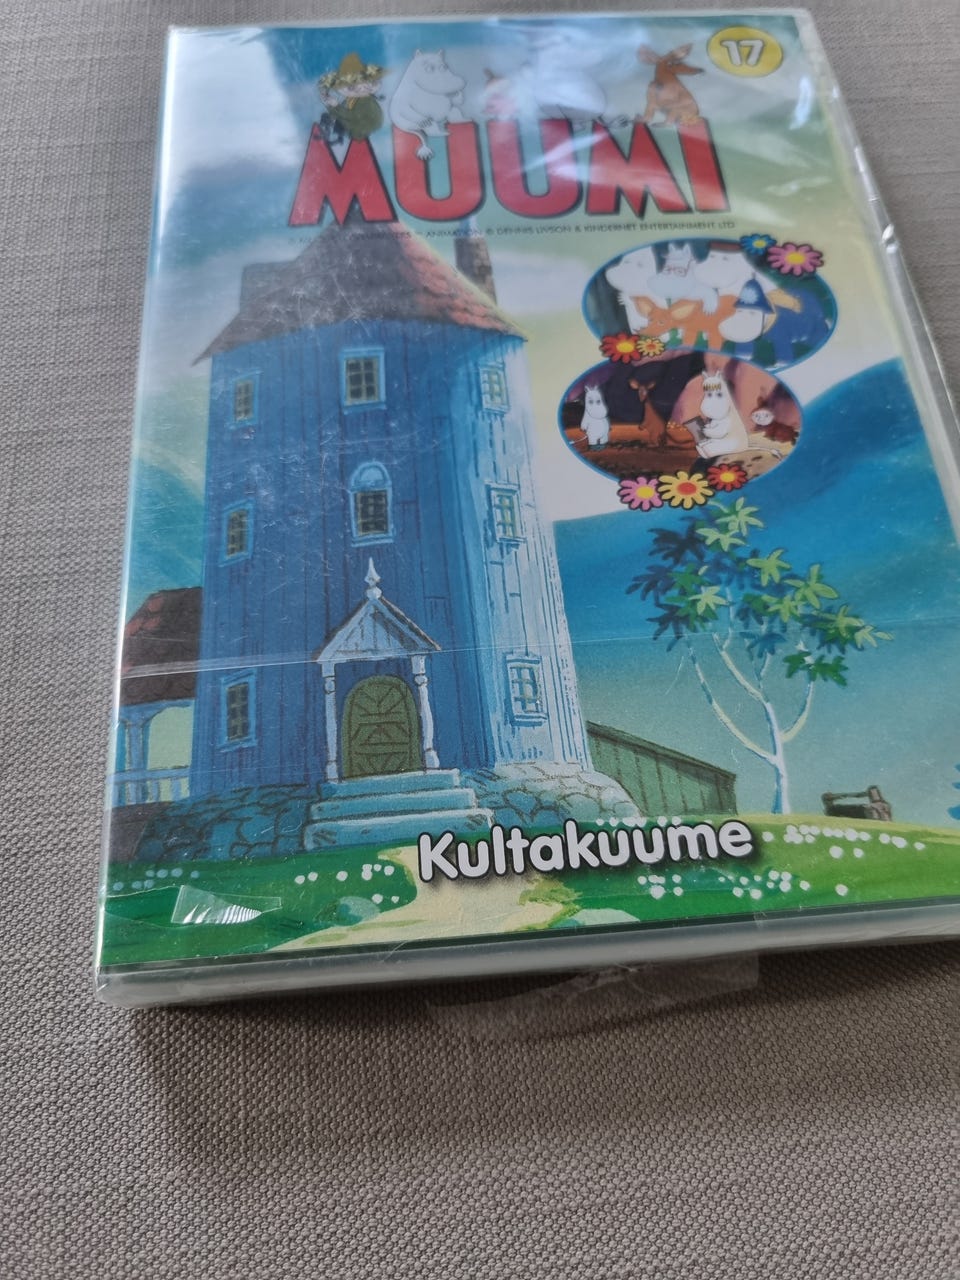 17
MUUMI
ANIMATION © DENNIS LIVSON & KINDERNET ENTERTAINMENT LTD
Kultakuume